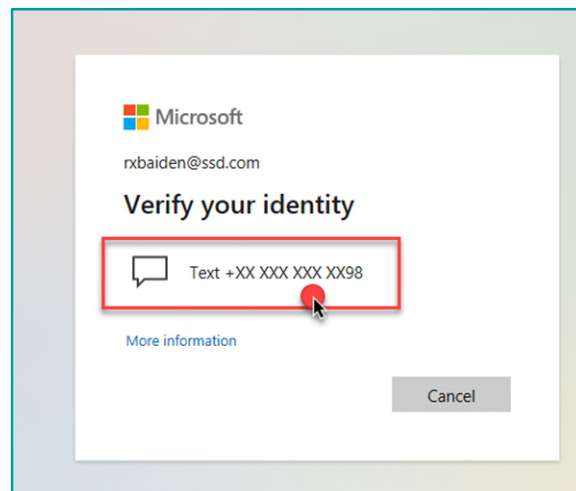 Microsoft
rxbaiden@ssd.com
Verify your identity
Text +XX XXX XXX XX98
More information
Cancel